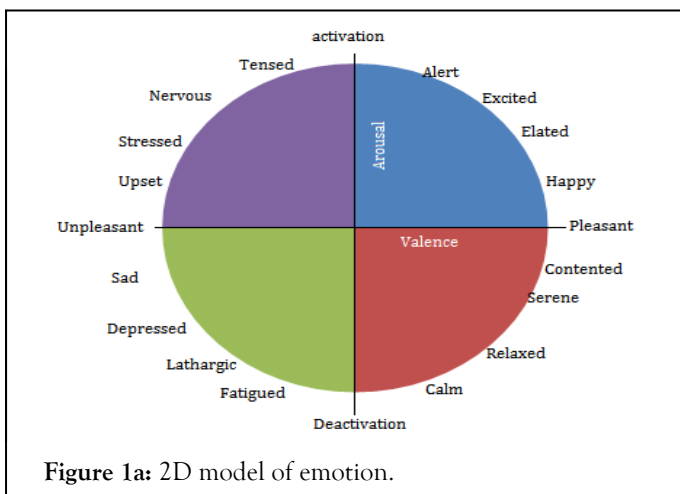 activation
Tensed
Alert
Nervous
Excited
Arousal
Elated
Stressed
Upset
Happy
Unpleasant
Pleasant
Valence
Contented
Sad
Serene
Depressed
Relaxed
Lathargic
Fatigued
Calm
Deactivation
Figure 1a: 2D model of emotion.